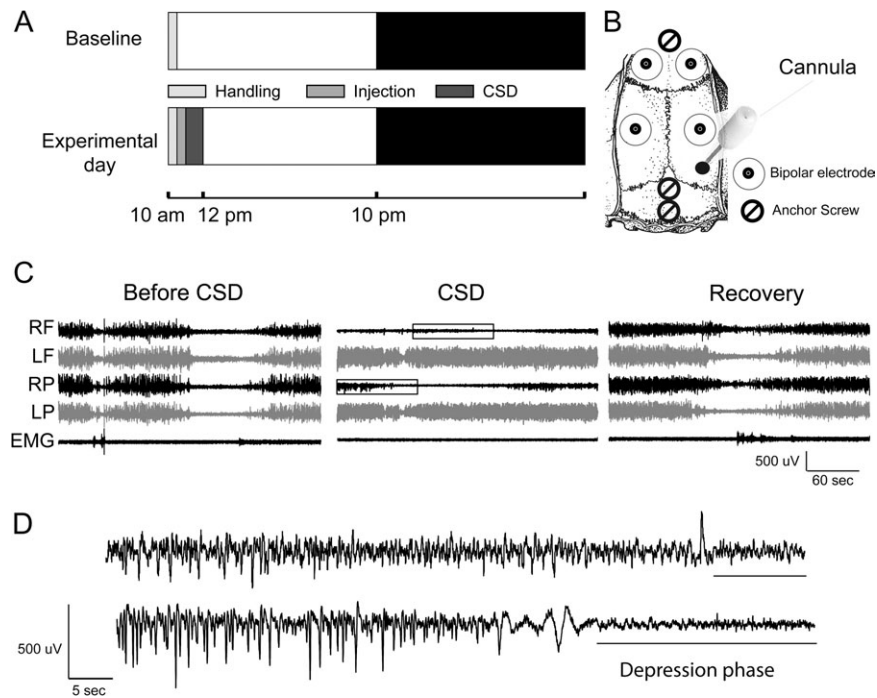 A
Baseline
Handling Injection CSD
Experimental
day
10 am 12 pm 10 pm
B
Cannula
Bipolar electrode
Anchor Screw
C
Before CSD CSD Recovery
RF
LF
RP
LP
EMG
500 uV
60 sec
D
500 uV
5 sec
Depression phase